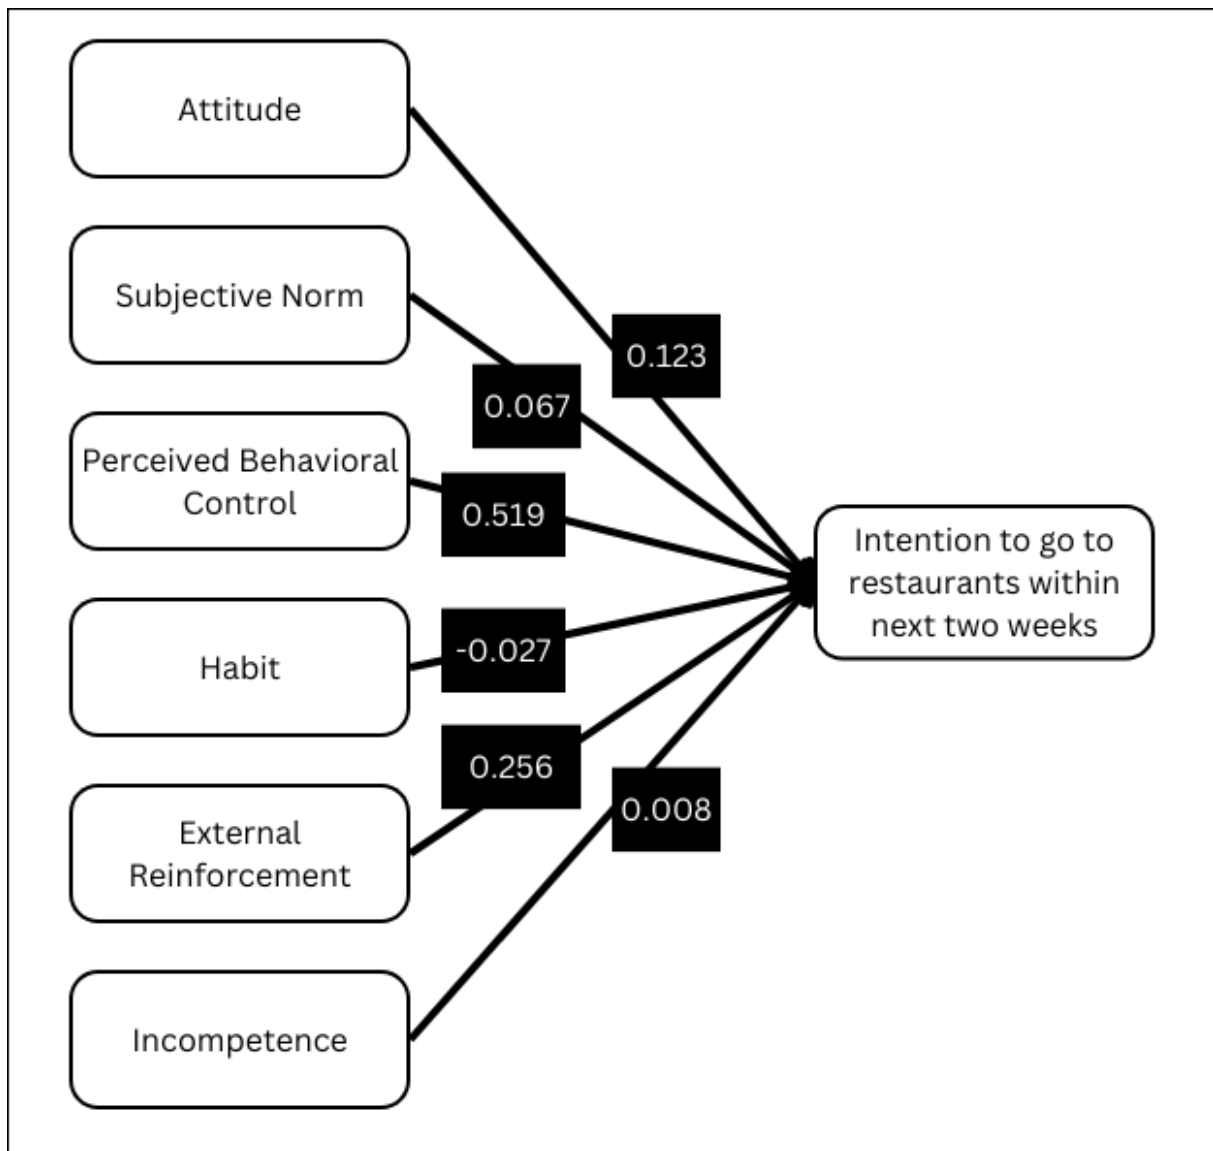 Attitude
Subjective Norm
Perceived Behavioral
Control
Habit
External
Reinforcement
Incompetence
0.123
0.067
0.519
-0.027
0.256
0.008
Intention to go to
restaurants within
next two weeks